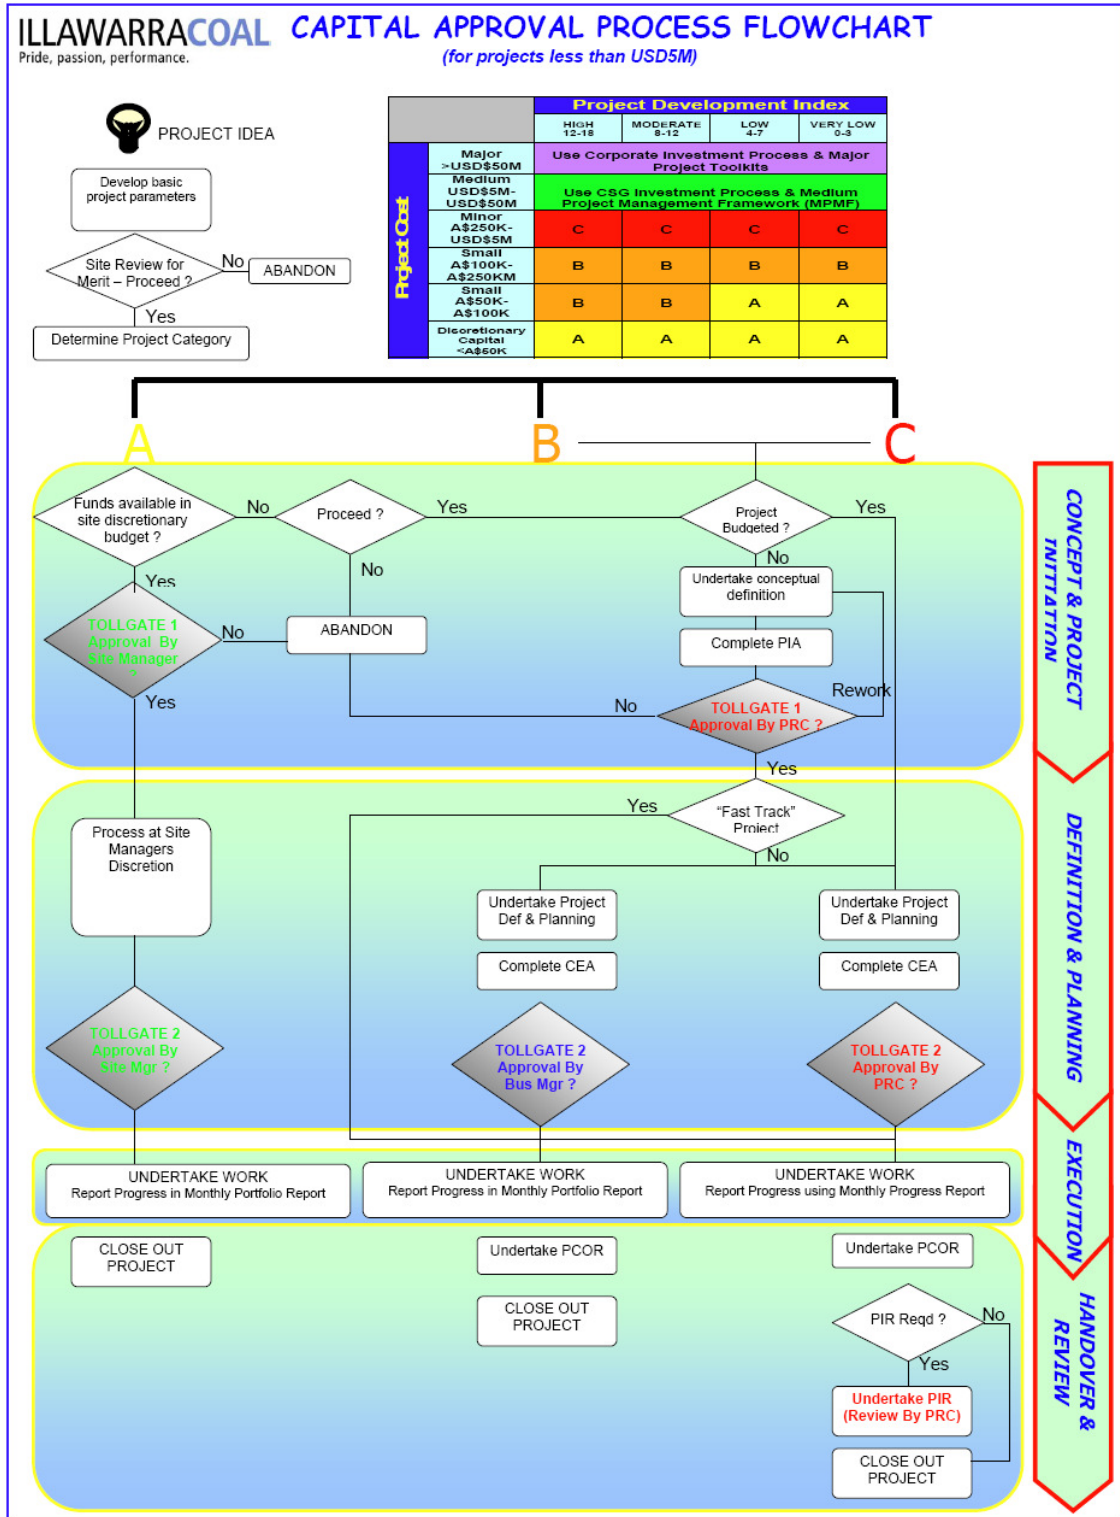 ILLAWARRACOAL
Pride, passion, performance.
CAPITAL APPROVAL PROCESS FLOWCHART
(for projects less than USD5M)
PROJECT IDEA
Develop basic
project parameters
Site Review for
Merit – Proceed ?
No
ABANDON
Yes
Determine Project Category
Project Development Index
HIGH
12-18
MODERATE
8-12
LOW
4-7
VERY LOW
0-3
Project Cost
Major
>USD$50M
Use Corporate Investment Process & Major
Project Toolkits
Medium
USD$5M-
USD$50M
Use CSG Investment Process & Medium
Project Management Framework (MPMF)
Minor
A$250K-
USD$5M
C C C C
Small
A$100K-
A$250KM
B B B B
Small
A$50K-
A$100K
B B A A
Discretionary
Capital
<A$50K
A A A A
A
B
C
Funds available in
site discretionary
budget ?
No
Proceed ?
Yes
Project
Budgeted ?
Yes
Yes
No
No
Undertake conceptual
definition
TOLLGATE 1
Approval By
Site Manager
?
No
ABANDON
Complete PIA
Yes
Rework
No
TOLLGATE 1
Approval By PRC ?
Yes
CONCEPT & PROJECT
INITIATION
Process at Site
Managers
Discretion
Yes
"Fast Track"
Project
No
Undertake Project
Def & Planning
Undertake Project
Def & Planning
Complete CEA
Complete CEA
TOLLGATE 2
Approval By
Site Mgr ?
TOLLGATE 2
Approval By
Bus Mgr ?
TOLLGATE 2
Approval By
PRC ?
DEFINITION & PLANNING
UNDERTAKE WORK
Report Progress in Monthly Portfolio Report
UNDERTAKE WORK
Report Progress in Monthly Portfolio Report
UNDERTAKE WORK
Report Progress using Monthly Progress Report
EXECUTION
CLOSE OUT
PROJECT
Undertake PCOR
Undertake PCOR
CLOSE OUT
PROJECT
PIR Reqd ?
No
Yes
Undertake PIR
(Review By PRC)
CLOSE OUT
PROJECT
HANDOVER &
REVIEW